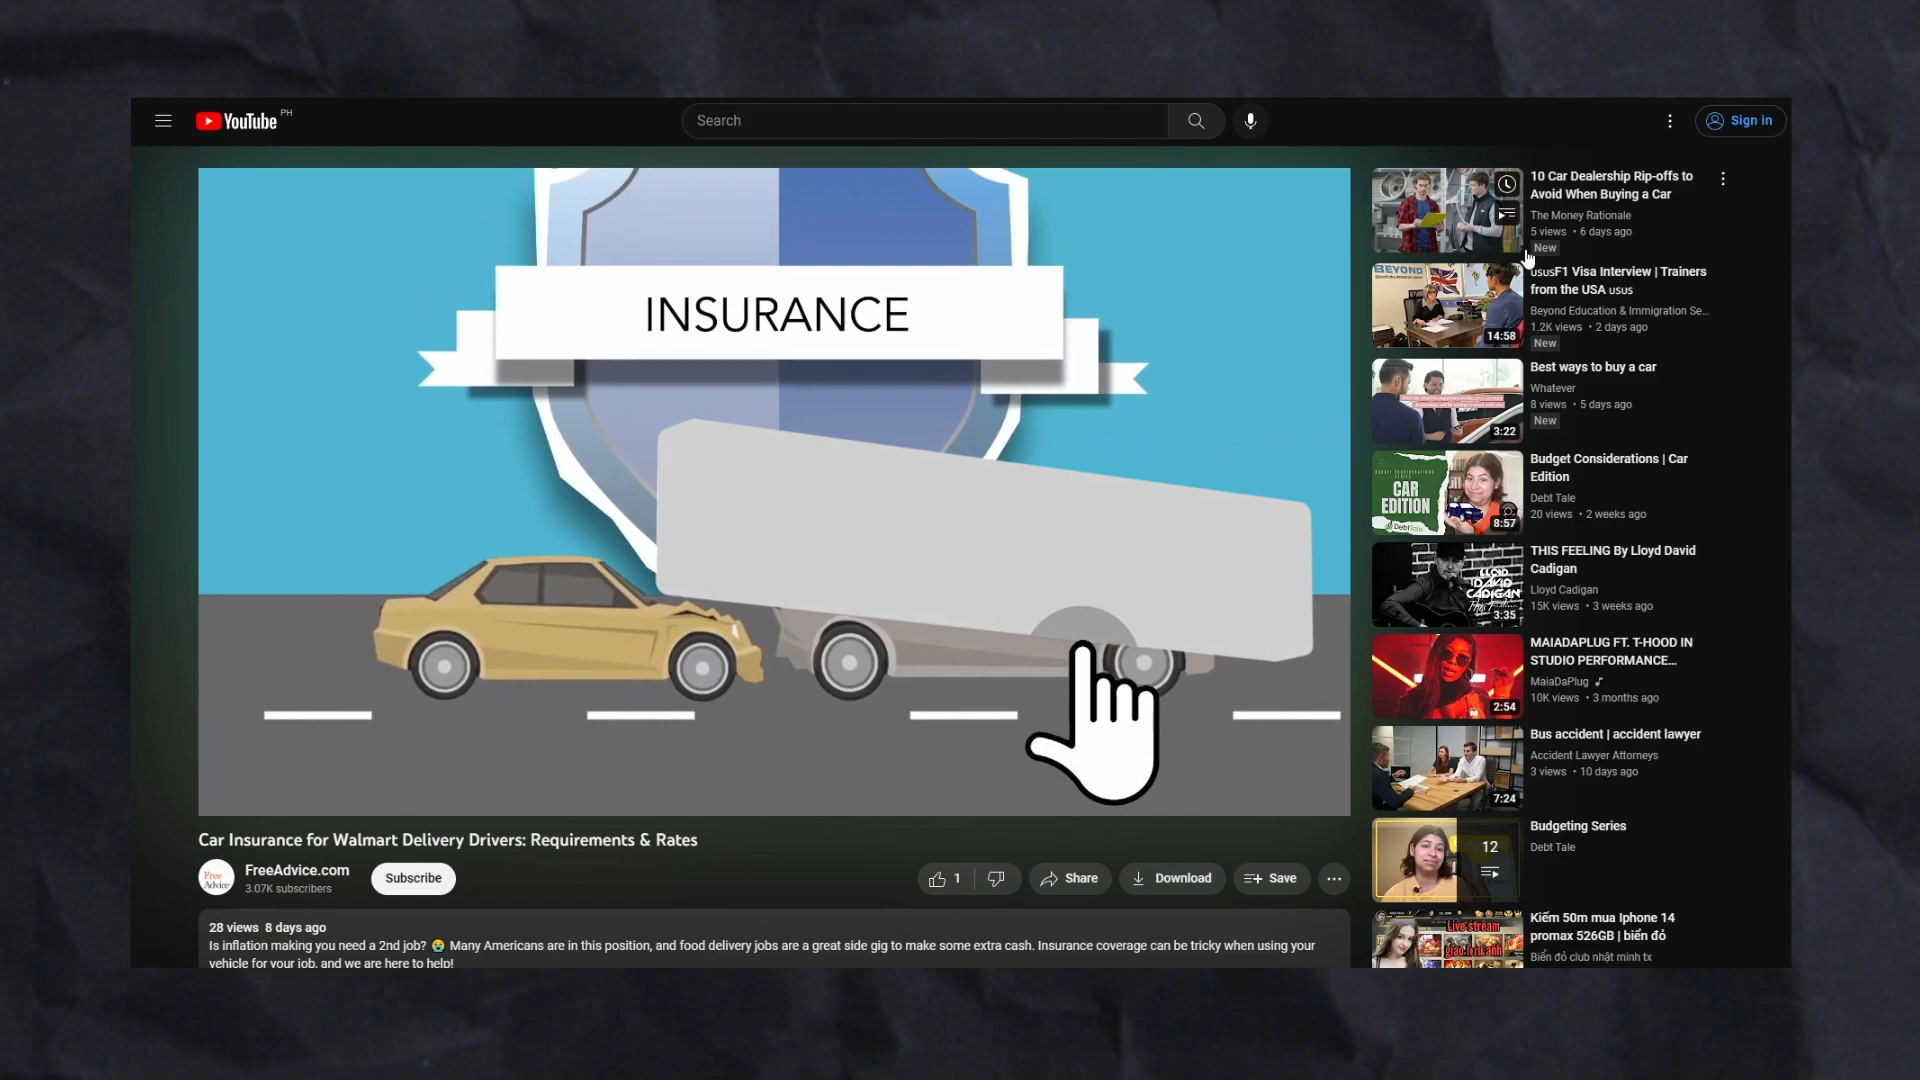 YouTube PH
Search
Sign in
INSURANCE
Car Insurance for Walmart Delivery Drivers: Requirements & Rates
Free
Advice
FreeAdvice.com
3.07K subscribers
Subscribe
1
Share
Download
Save
28 views 8 days ago
Is inflation making you need a 2nd job? 😭 Many Americans are in this position, and food delivery jobs are a great side gig to make some extra cash. Insurance coverage can be tricky when using your
vehicle for your job, and we are here to help!
10 Car Dealership Rip-offs to
Avoid When Buying a Car
The Money Rationale
5 views • 6 days ago
New
BEYOND
14:58
ususF1 Visa Interview | Trainers
from the USA usus
Beyond Education & Immigration Se...
1.2K views • 2 days ago
New
3:22
Best ways to buy a car
Whatever
8 views • 5 days ago
New
CAR
EDITION
DebtTale
8:57
Budget Considerations | Car
Edition
Debt Tale
20 views • 2 weeks ago
LLOYD
DAVID
CADIGAN
This Feeling
3:35
THIS FEELING By Lloyd David
Cadigan
Lloyd Cadigan
15K views • 3 weeks ago
2:54
MAIADAPLUG FT. T-HOOD IN
STUDIO PERFORMANCE...
MaiaDaPlug
10K views • 3 months ago
7:24
Bus accident | accident lawyer
Accident Lawyer Attorneys
3 views • 10 days ago
12
Budgeting Series
Debt Tale
Live stream
Kiếm 50m mua Iphone 14
promax 526GB | biển đỏ
Biển đỏ club nhật minh tx